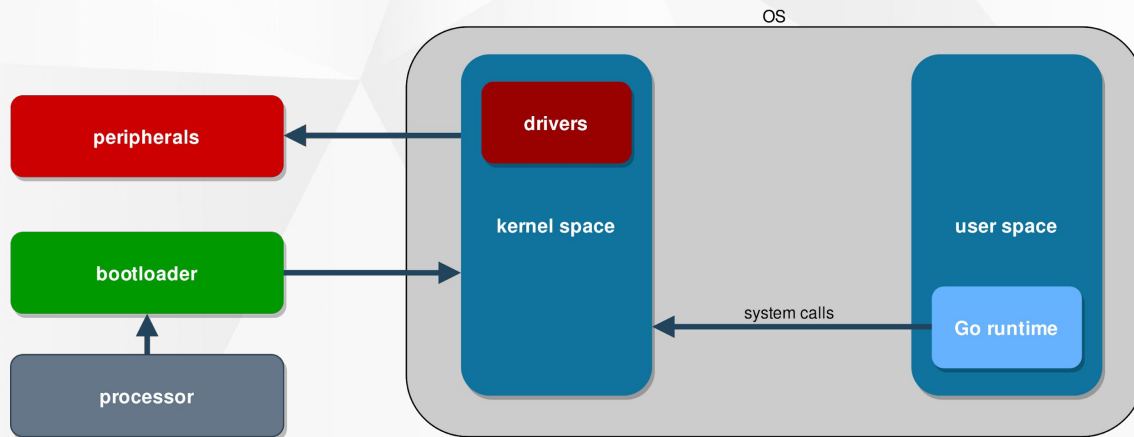 OS
peripherals
drivers
kernel space
user space
bootloader
system calls
Go runtime
processor